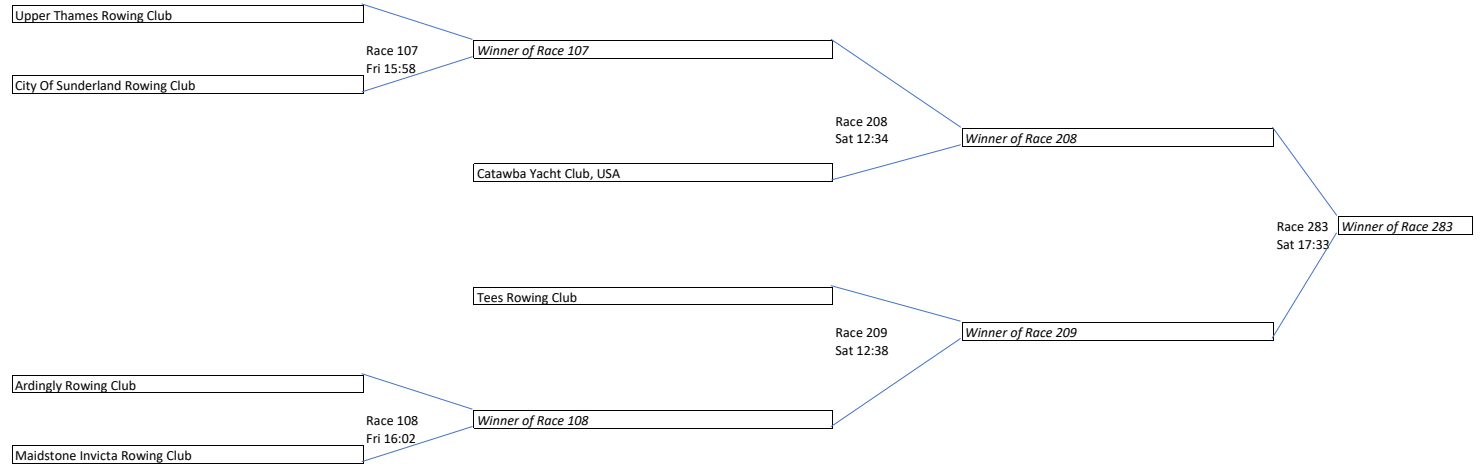 Upper Thames Rowing Club
Race 107
Fri 15:58
Winner of Race 107
City Of Sunderland Rowing Club
Race 208
Sat 12:34
Winner of Race 208
Catawba Yacht Club, USA
Race 283
Sat 17:33
Winner of Race 283
Tees Rowing Club
Race 209
Sat 12:38
Winner of Race 209
Ardingly Rowing Club
Race 108
Fri 16:02
Winner of Race 108
Maidstone Invicta Rowing Club